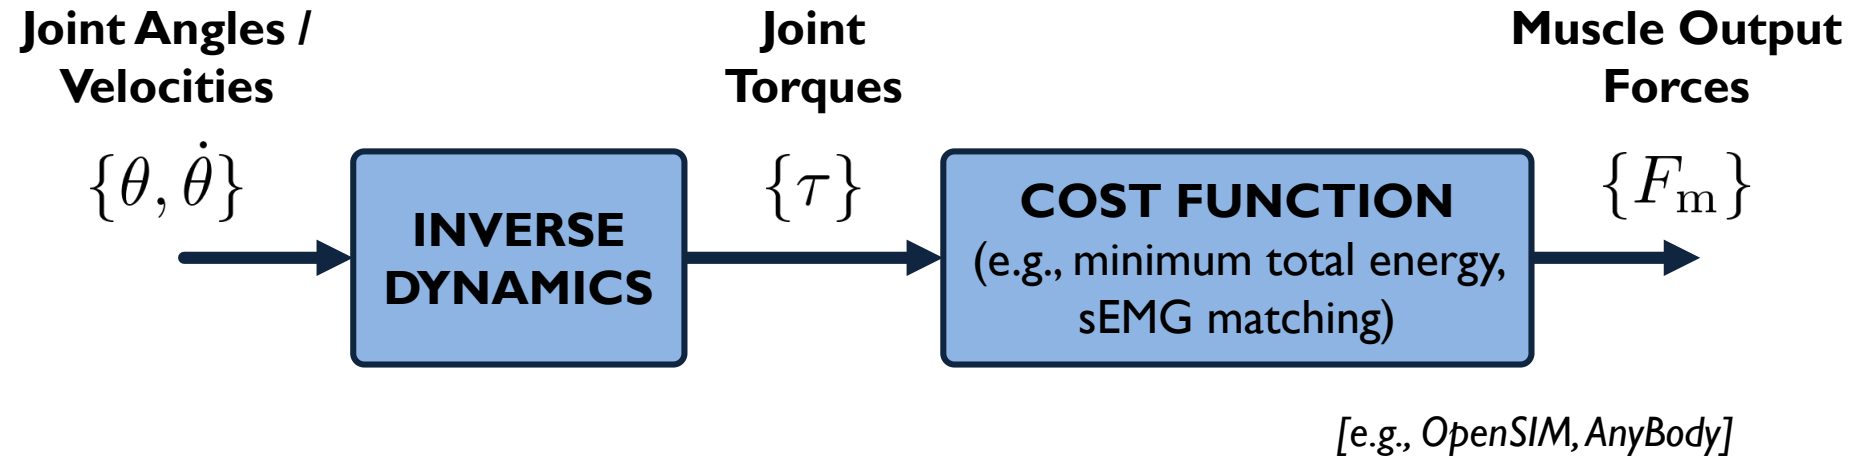 Joint Angles /
Velocities
{θ, θ̇}
INVERSE
DYNAMICS
Joint
Torques
{τ}
COST FUNCTION
(e.g., minimum total energy,
sEMG matching)
Muscle Output
Forces
{Fₘ}
[e.g., OpenSIM, AnyBody]